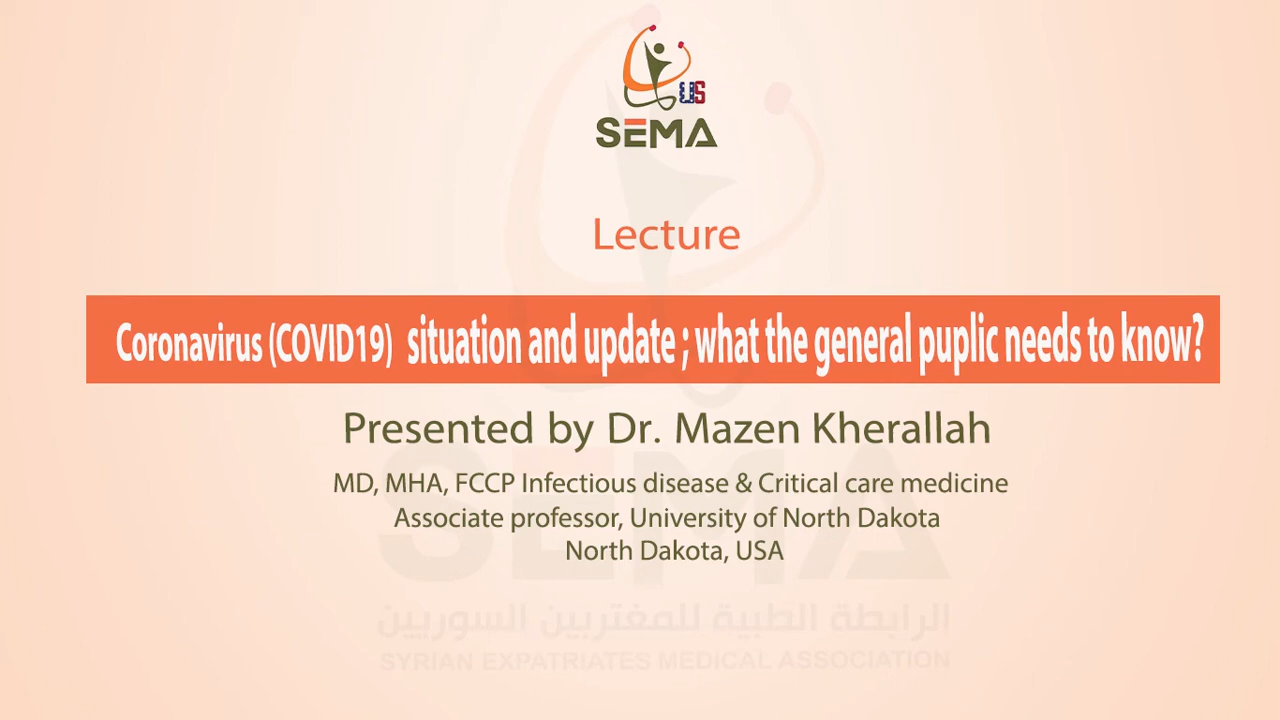 US
SEMA
Lecture
Coronavirus (COVID19) situation and update ; what the general puplic needs to know?
Presented by Dr. Mazen Kherallah
MD, MHA, FCCP Infectious disease & Critical care medicine
Associate professor, University of North Dakota
North Dakota, USA
SEMA
الرابطة الطبية للمغتربين السوريين
SYRIAN EXPATRIATES MEDICAL ASSOCIATION